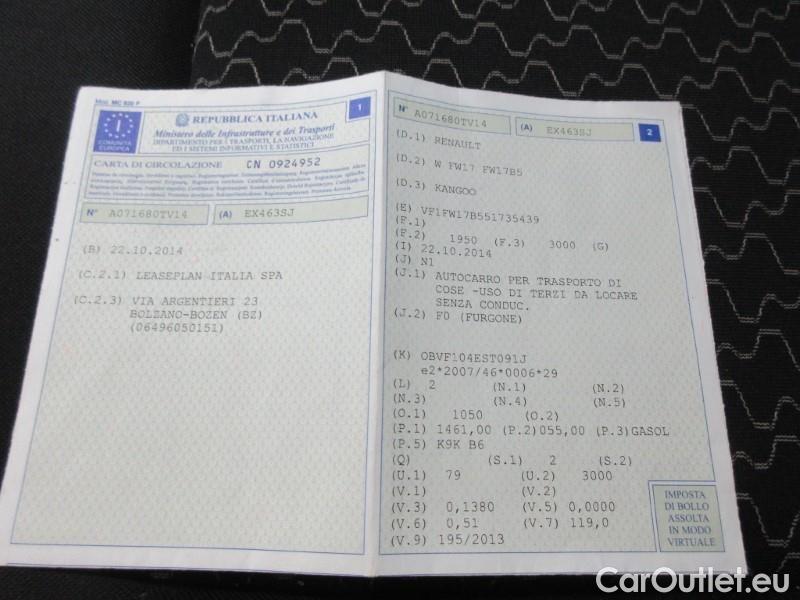 Mod. MC 820 F
1
REPUBBLICA ITALIANA
Ministero delle Infrastrutture e dei Trasporti
DIPARTIMENTO PER I TRASPORTI, LA NAVIGAZIONE
ED I SISTEMI INFORMATIVI E STATISTICI
I
COMUNITÀ
EUROPEA
CARTA DI CIRCOLAZIONE CN 0924952
N° A071680TV14 (A) EX463SJ
(B) 22.10.2014
(C.2.1) LEASEPLAN ITALIA SPA
(C.2.3) VIA ARGENTIERI 23
BOLZANO-BOZEN (BZ)
(06496050151)
N° A071680TV14 (A) EX463SJ 2
(D.1) RENAULT
(D.2) W FW17 FW17B5
(D.3) KANGOO
(E) VF1FW17B551735439
(F.1)
(F.2) 1950 (F.3) 3000 (G)
(I) 22.10.2014
(J) N1
(J.1) AUTOCARRO PER TRASPORTO DI
COSE -USO DI TERZI DA LOCARE
SENZA CONDUC.
(J.2) F0 (FURGONE)
(K) OBVF104EST091J
e2*2007/46*0006*29
(L) 2 (N.1) (N.2)
(N.3) (N.4) (N.5)
(O.1) 1050 (O.2)
(P.1) 1461,00 (P.2)055,00 (P.3)GASOL
(P.5) K9K B6
(Q) (S.1) 2 (S.2)
(U.1) 79 (U.2) 3000
(V.1) (V.2)
(V.3) 0,1380 (V.5) 0,0000
(V.6) 0,51 (V.7) 119,0
(V.9) 195/2013
IMPOSTA
DI BOLLO
ASSOLTA
IN MODO
VIRTUALE
CarOutlet.eu